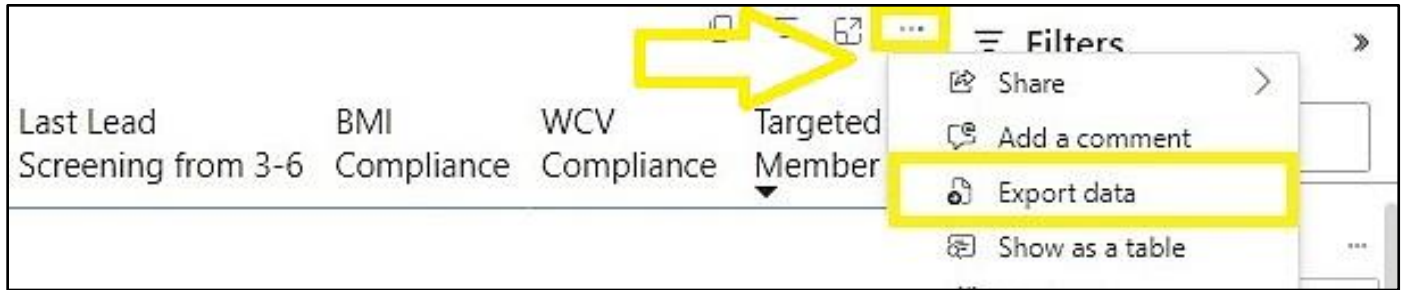 Filters
Share
Last Lead
Screening from 3-6
BMI
Compliance
WCV
Compliance
Targeted
Member
Add a comment
Export data
Show as a table